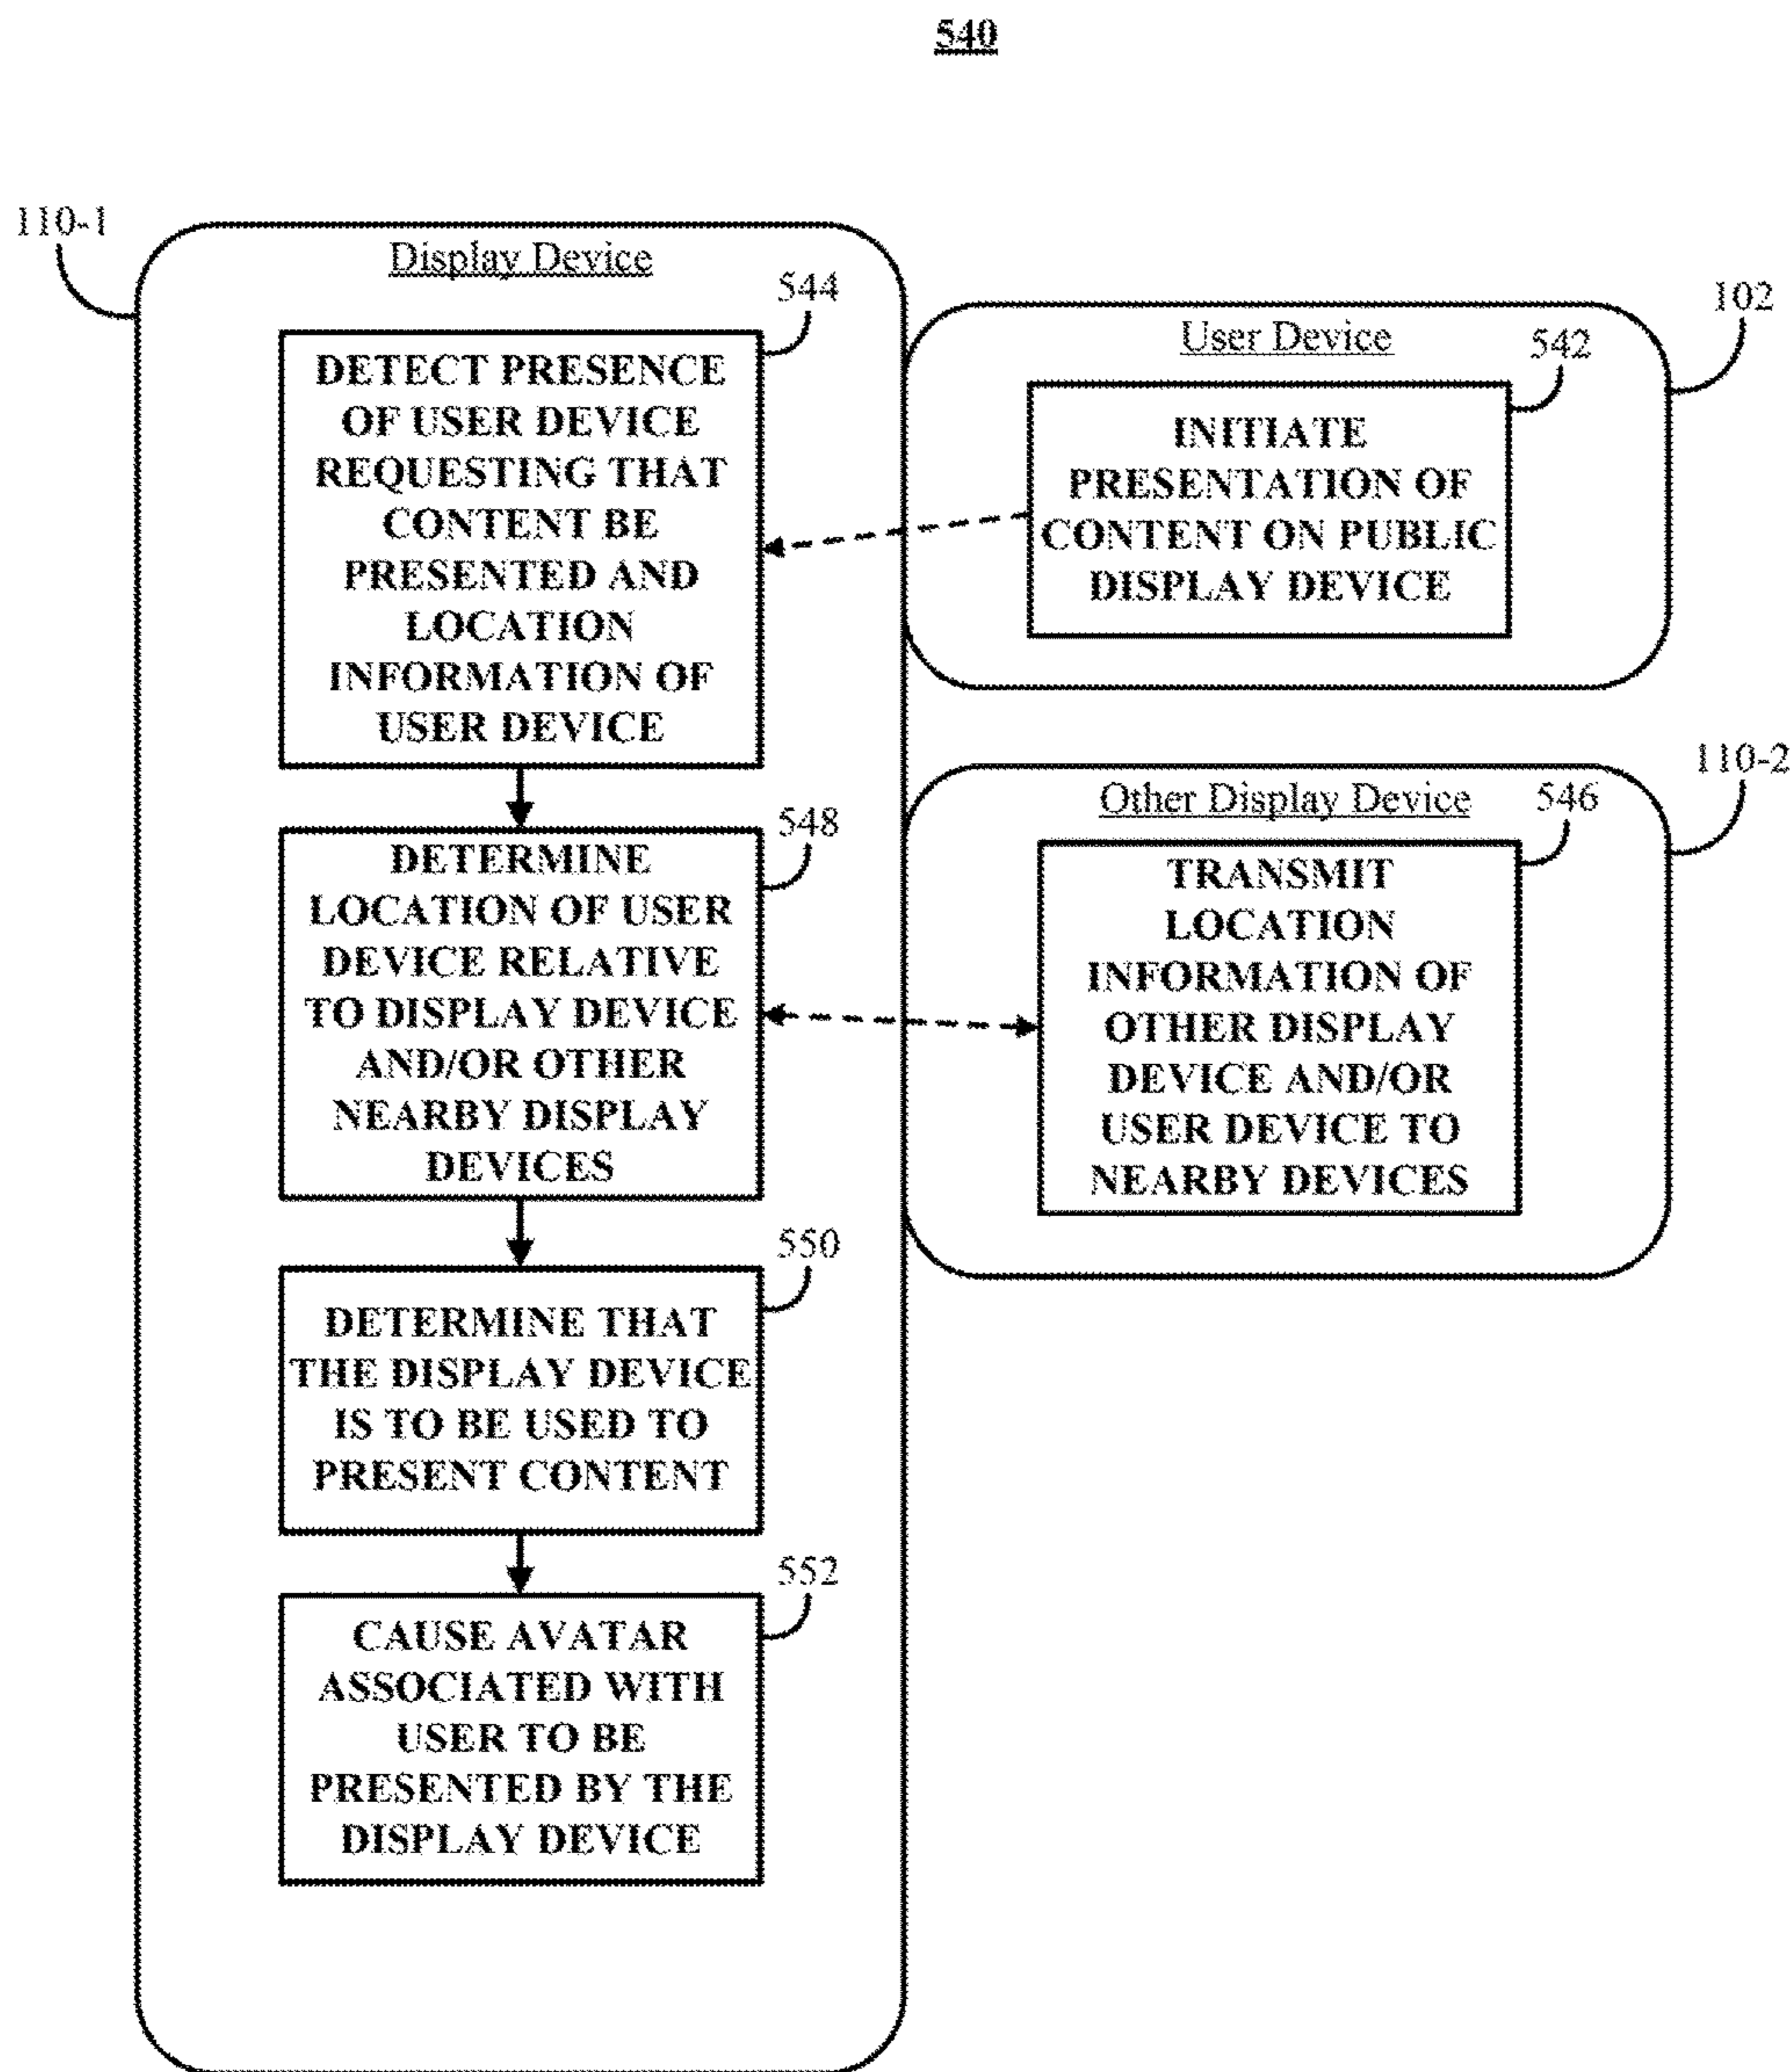 540
110-1
Display Device
544
DETECT PRESENCE
OF USER DEVICE
REQUESTING THAT
CONTENT BE
PRESENTED AND
LOCATION
INFORMATION OF
USER DEVICE
548
DETERMINE
LOCATION OF USER
DEVICE RELATIVE
TO DISPLAY DEVICE
AND/OR OTHER
NEARBY DISPLAY
DEVICES
550
DETERMINE THAT
THE DISPLAY DEVICE
IS TO BE USED TO
PRESENT CONTENT
552
CAUSE AVATAR
ASSOCIATED WITH
USER TO BE
PRESENTED BY THE
DISPLAY DEVICE
102
User Device
542
INITIATE
PRESENTATION OF
CONTENT ON PUBLIC
DISPLAY DEVICE
110-2
Other Display Device
546
TRANSMIT
LOCATION
INFORMATION OF
OTHER DISPLAY
DEVICE AND/OR
USER DEVICE TO
NEARBY DEVICES